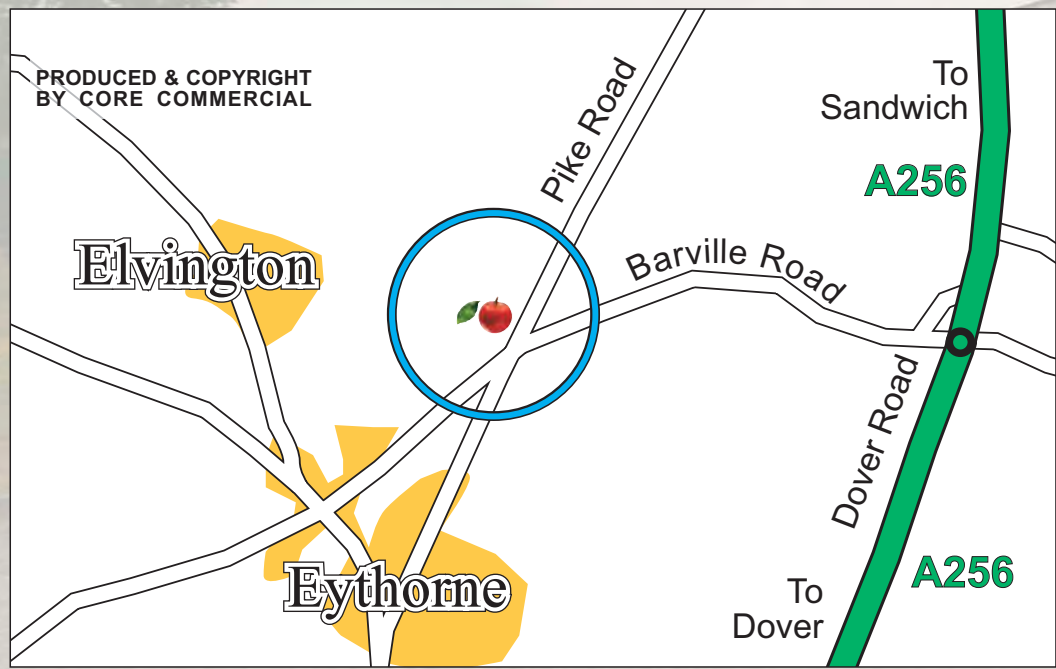 PRODUCED & COPYRIGHT
BY CORE COMMERCIAL
Pike Road
To
Sandwich
A256
Elvington
Barville Road
Dover Road
Eythorne
A256
To
Dover